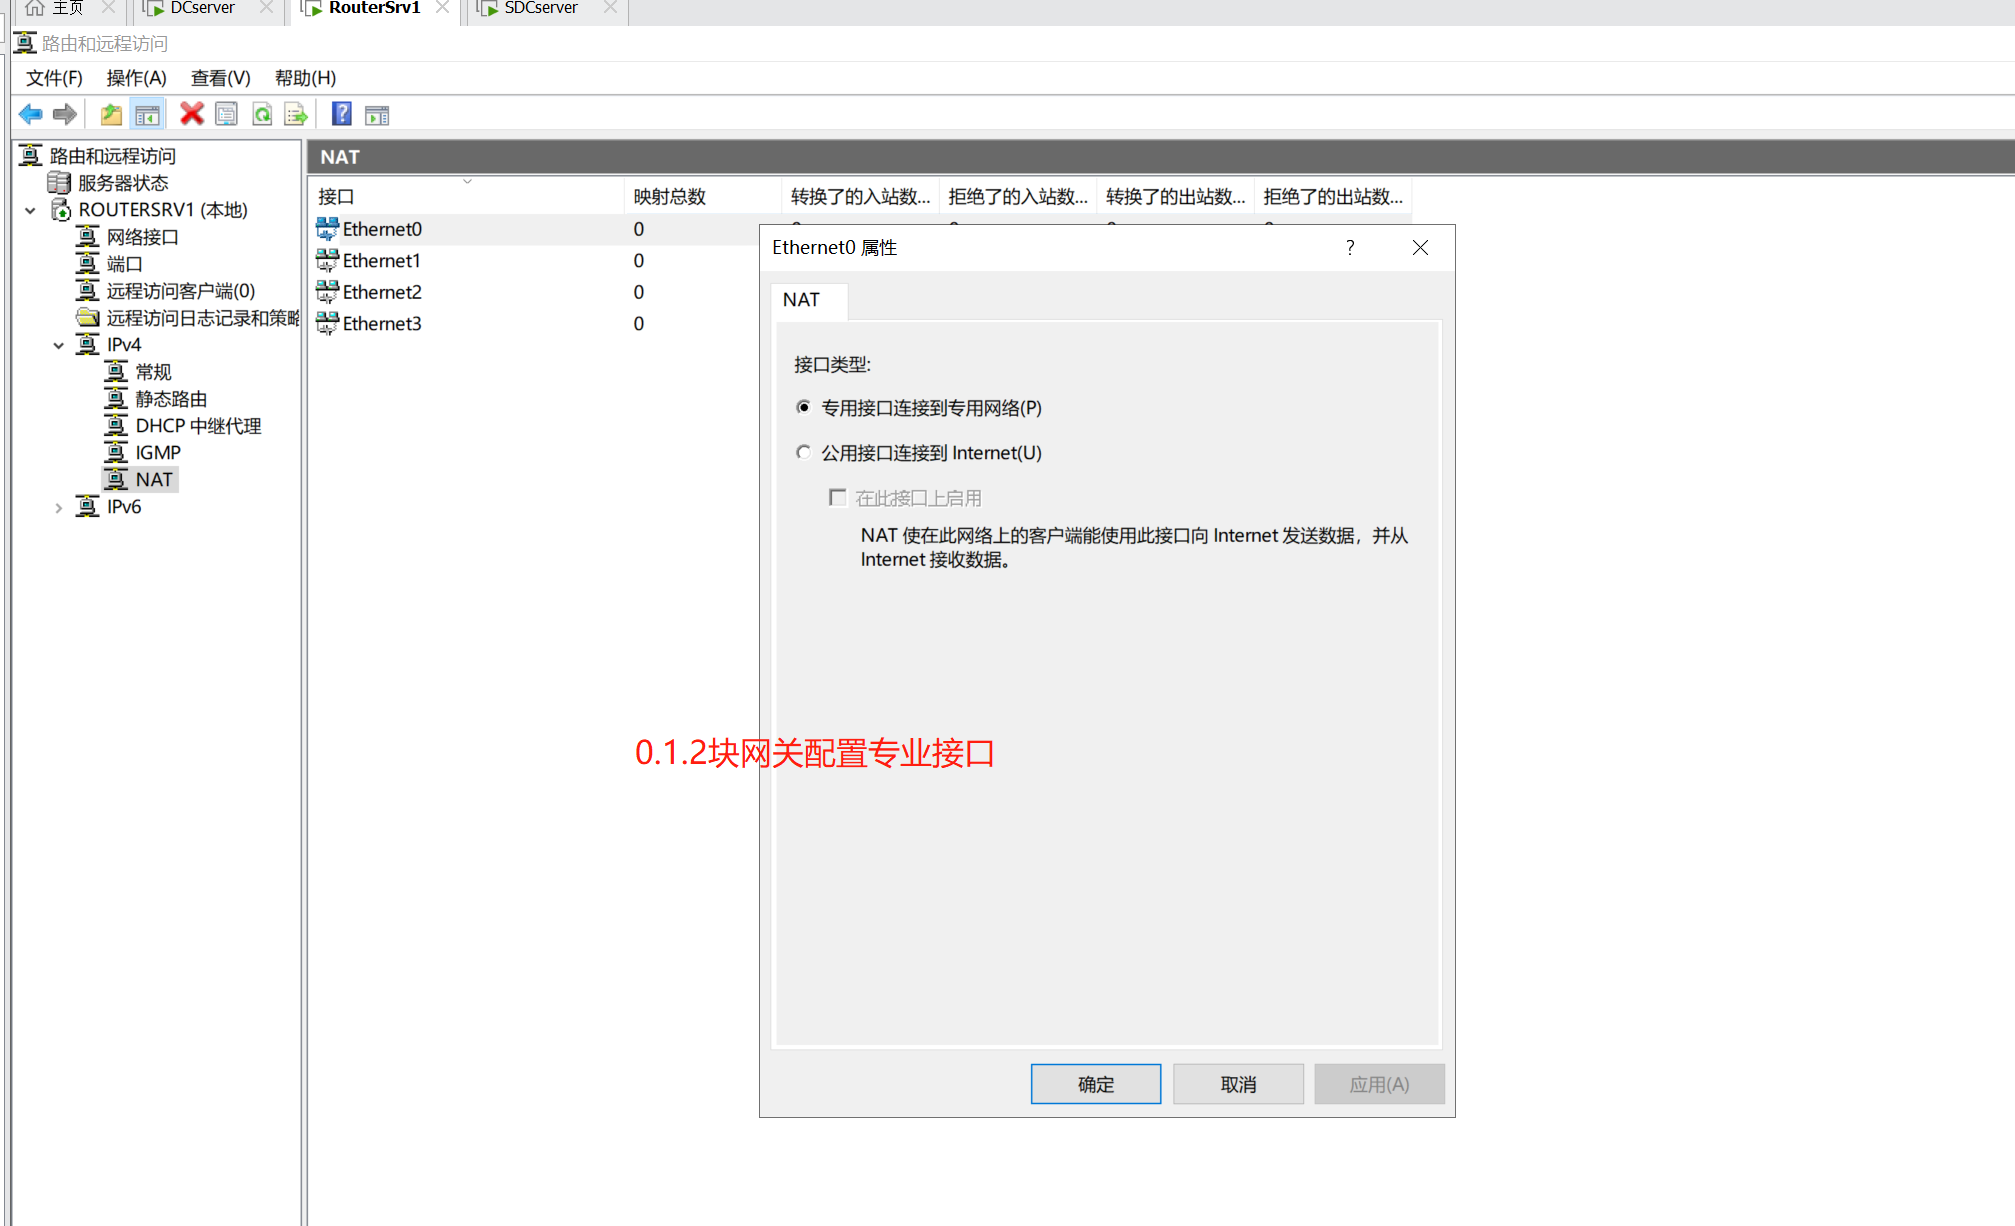 主页 DCserver RouterSrv1 SDCserver
路由和远程访问
文件(F) 操作(A) 查看(V) 帮助(H)
路由和远程访问
服务器状态
ROUTERSRV1 (本地)
网络接口
端口
远程访问客户端(0)
远程访问日志记录和策略
IPv4
常规
静态路由
DHCP 中继代理
IGMP
NAT
IPv6
NAT
接口 映射总数 转换了的入站数... 拒绝了的入站数... 转换了的出站数... 拒绝了的出站数...
Ethernet0 0
Ethernet1 0
Ethernet2 0
Ethernet3 0
Ethernet0 属性
NAT
接口类型:
专用接口连接到专用网络(P)
公用接口连接到 Internet(U)
在此接口上启用
NAT 使在此网络上的客户端能使用此接口向 Internet 发送数据，并从
Internet 接收数据。
0.1.2块网关配置专业接口
确定 取消 应用(A)